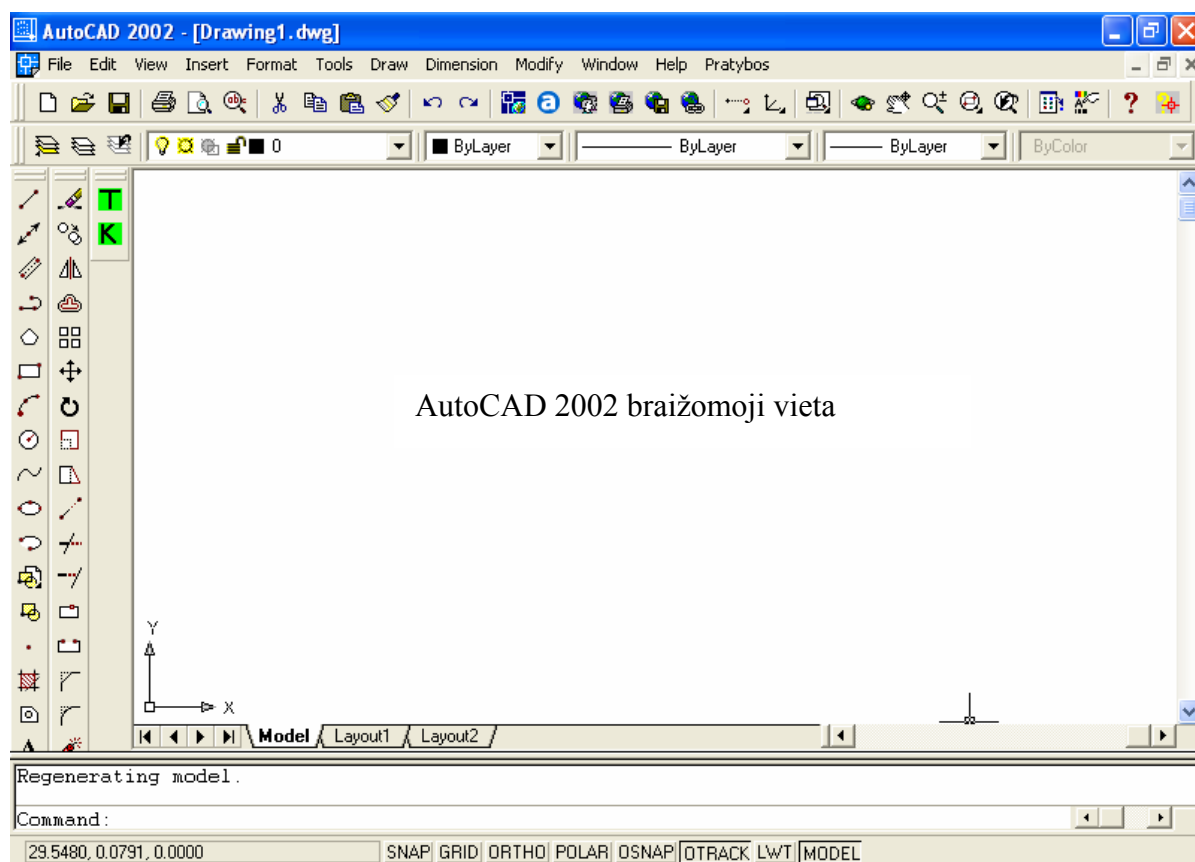 AutoCAD 2002 - [Drawing1.dwg]
File Edit View Insert Format Tools Draw Dimension Modify Window Help Pratybos
0 ByLayer ByLayer ByLayer ByColor
T
K
AutoCAD 2002 braižomoji vieta
Y
X
Model Layout1 Layout2
A
Regenerating model.
Command:
29.5480, 0.0791, 0.0000 SNAP GRID ORTHO POLAR OSNAP OTRACK LWT MODEL